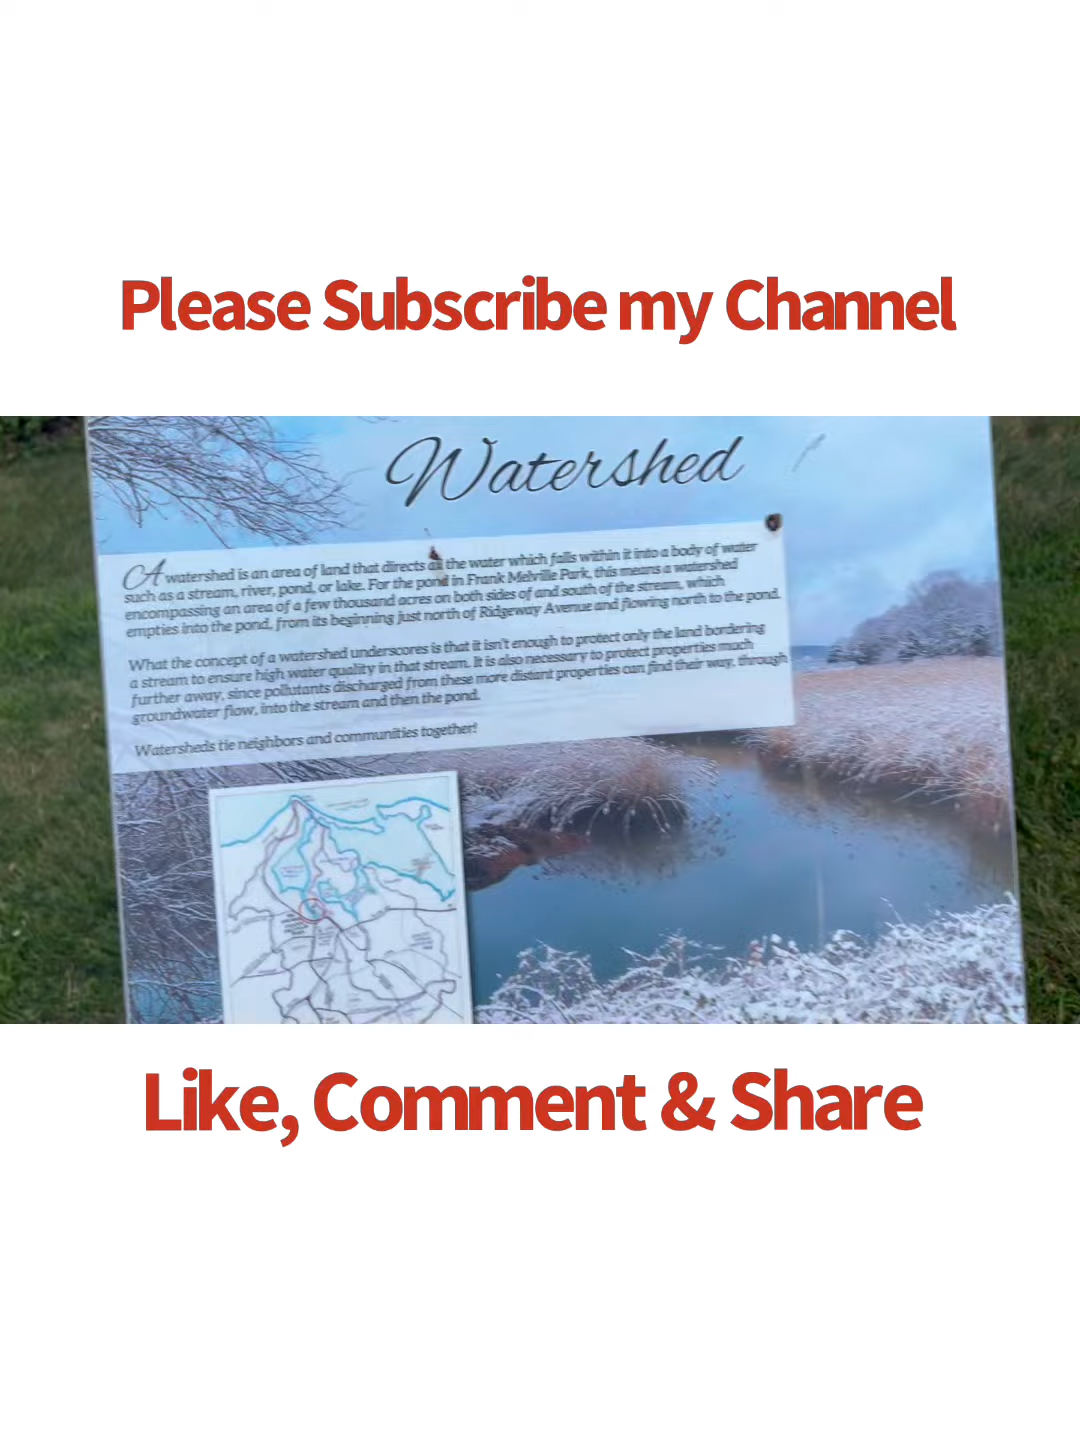 Please Subscribe my Channel
Watershed
A watershed is an area of land that directs all the water which falls within it into a body of water
such as a stream, river, pond, or lake. For the pond in Frank Melville Park, this means a watershed
encompassing an area of a few thousand acres on both sides of and south of the stream, which
empties into the pond, from its beginning just north of Ridgeway Avenue and flowing north to the pond.
What the concept of a watershed underscores is that it isn't enough to protect only the land bordering
a stream to ensure high water quality in that stream. It is also necessary to protect properties much
further away, since pollutants discharged from these more distant properties can find their way, through
groundwater flow, into the stream and then the pond.
Watersheds tie neighbors and communities together!
Like, Comment & Share